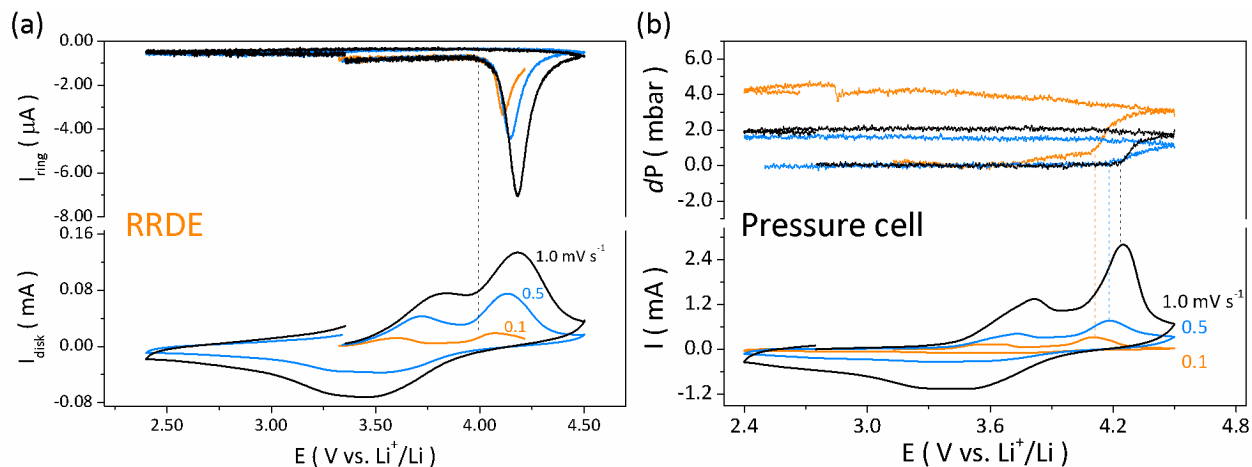 (a)
0.00
-2.00
-4.00
-6.00
-8.00
I_ring ( μA )
RRDE
0.16
0.08
0.00
-0.08
I_disk ( mA )
1.0 mV s⁻¹
0.5
0.1
2.50 3.00 3.50 4.00 4.50
E ( V vs. Li⁺/Li )
(b)
6.0
4.0
2.0
0.0
-2.0
dP ( mbar )
Pressure cell
2.4
1.2
0.0
-1.2
I ( mA )
1.0 mV s⁻¹
0.5
0.1
2.4 3.0 3.6 4.2 4.8
E ( V vs. Li⁺/Li )